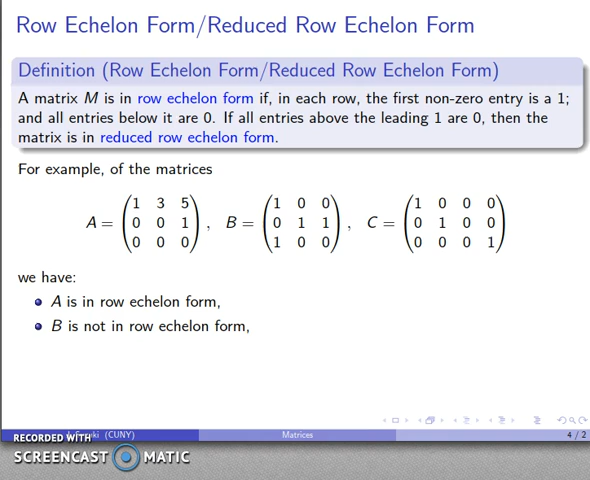 Row Echelon Form/Reduced Row Echelon Form
Definition (Row Echelon Form/Reduced Row Echelon Form)
A matrix M is in row echelon form if, in each row, the first non-zero entry is a 1;
and all entries below it are 0. If all entries above the leading 1 are 0, then the
matrix is in reduced row echelon form.
For example, of the matrices
A = (1 3 5; 0 0 1; 0 0 0), B = (1 0 0; 0 1 1; 1 0 0), C = (1 0 0 0; 0 1 0 0; 0 0 0 1)
we have:
A is in row echelon form,
B is not in row echelon form,
(CUNY) Matrices 4 / 2
RECORDED WITH
SCREENCAST MATIC